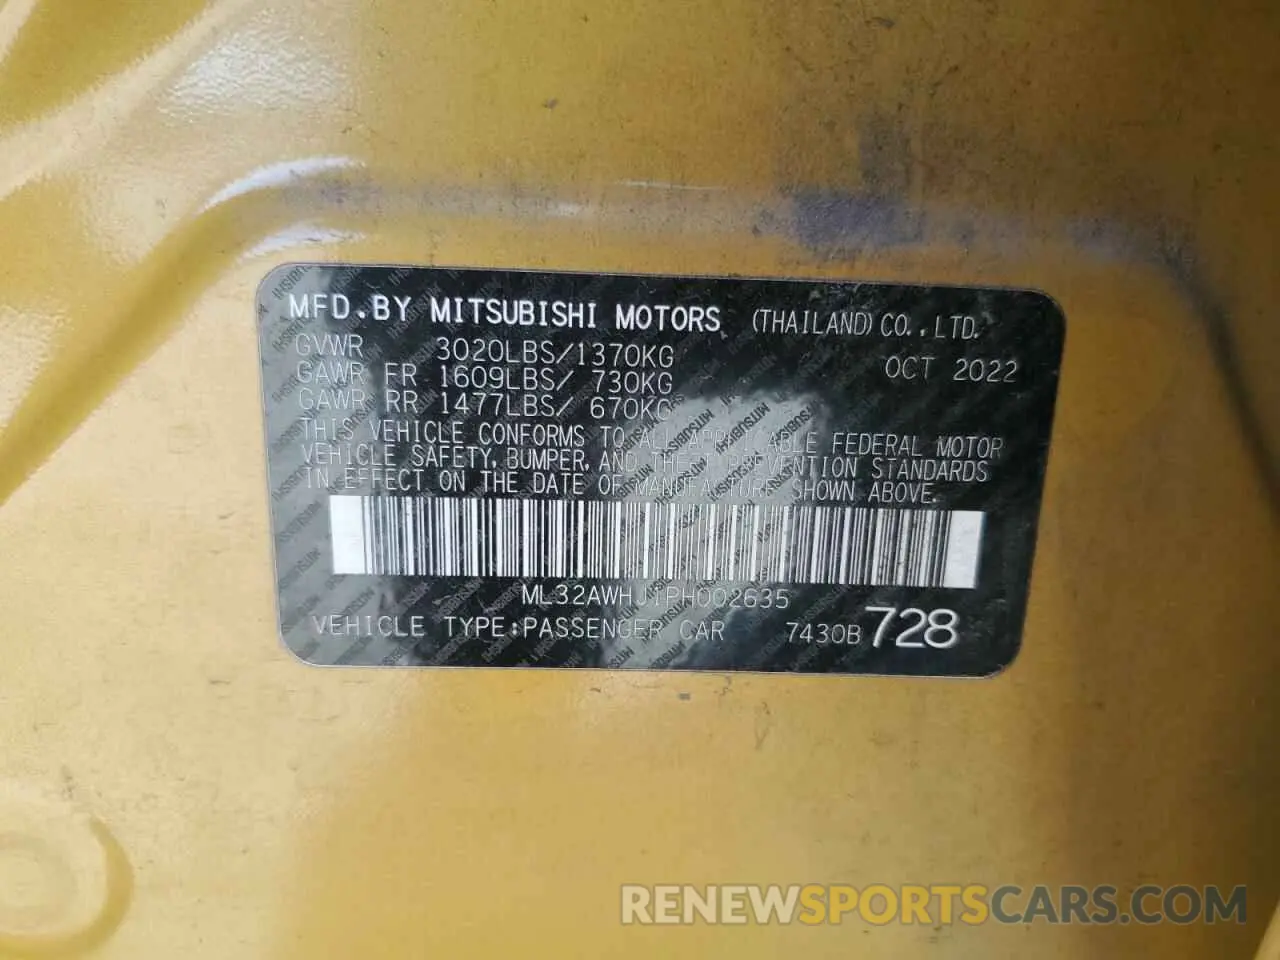 MFD.BY MITSUBISHI MOTORS (THAILAND) CO., LTD.
GVWR 3020LBS/1370KG OCT 2022
GAWR FR 1609LBS/ 730KG
GAWR RR 1477LBS/ 670KG
THIS VEHICLE CONFORMS TO ALL APPLICABLE FEDERAL MOTOR
VEHICLE SAFETY, BUMPER, AND THEFT PREVENTION STANDARDS
IN EFFECT ON THE DATE OF MANUFACTURE SHOWN ABOVE.
ML32AWHJ1PH002635
VEHICLE TYPE:PASSENGER CAR 7430B 728
RENEWSPORTSCARS.COM